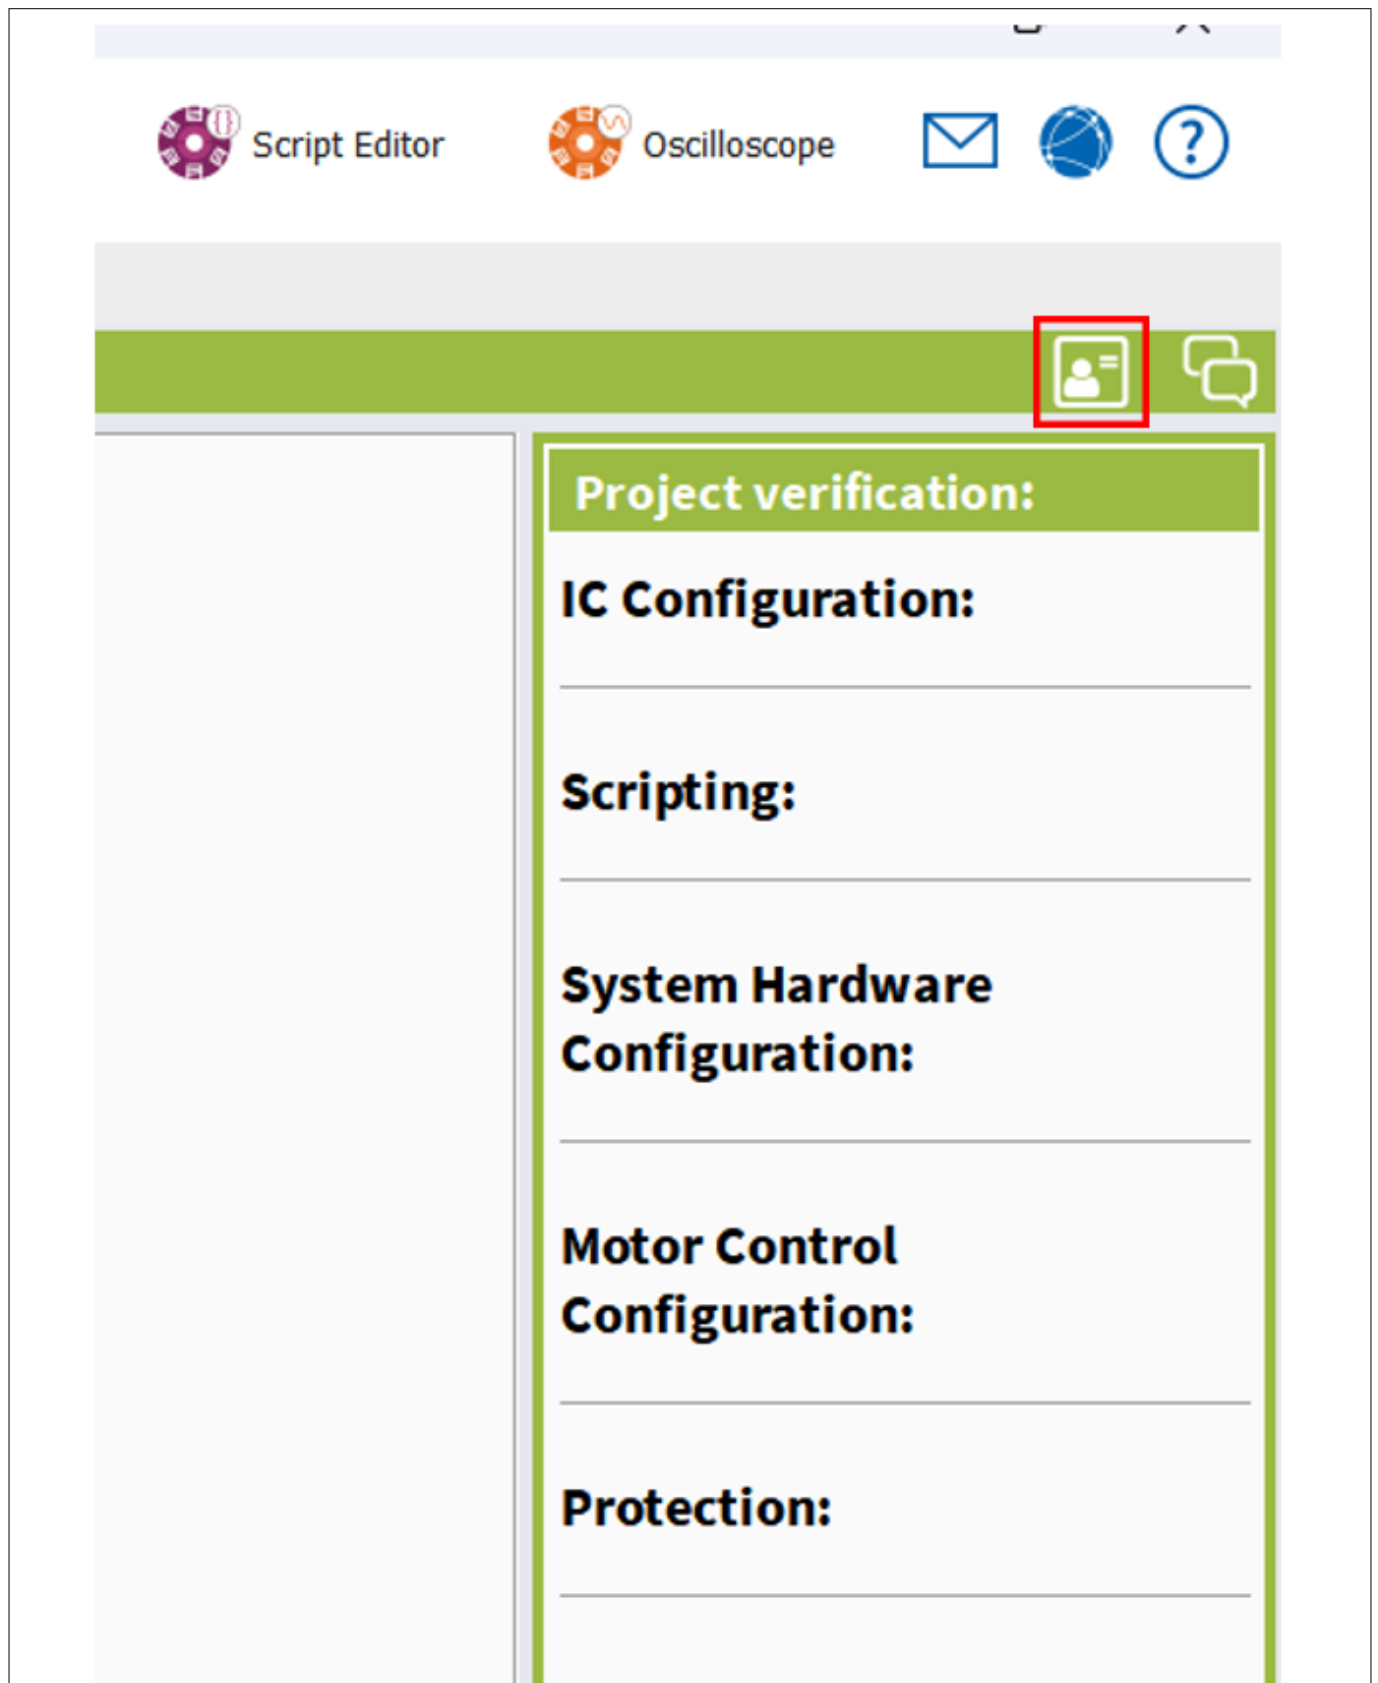 Script Editor
Oscilloscope
Project verification:
IC Configuration:
Scripting:
System Hardware
Configuration:
Motor Control
Configuration:
Protection: